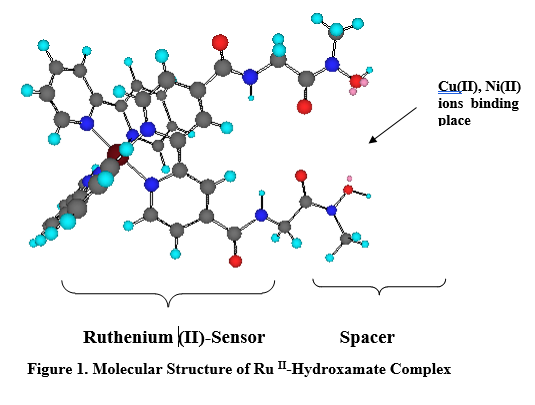 Cu(II), Ni(II)
ions binding
place
Ruthenium (II)-Sensor
Spacer
Figure 1. Molecular Structure of Ru II-Hydroxamate Complex